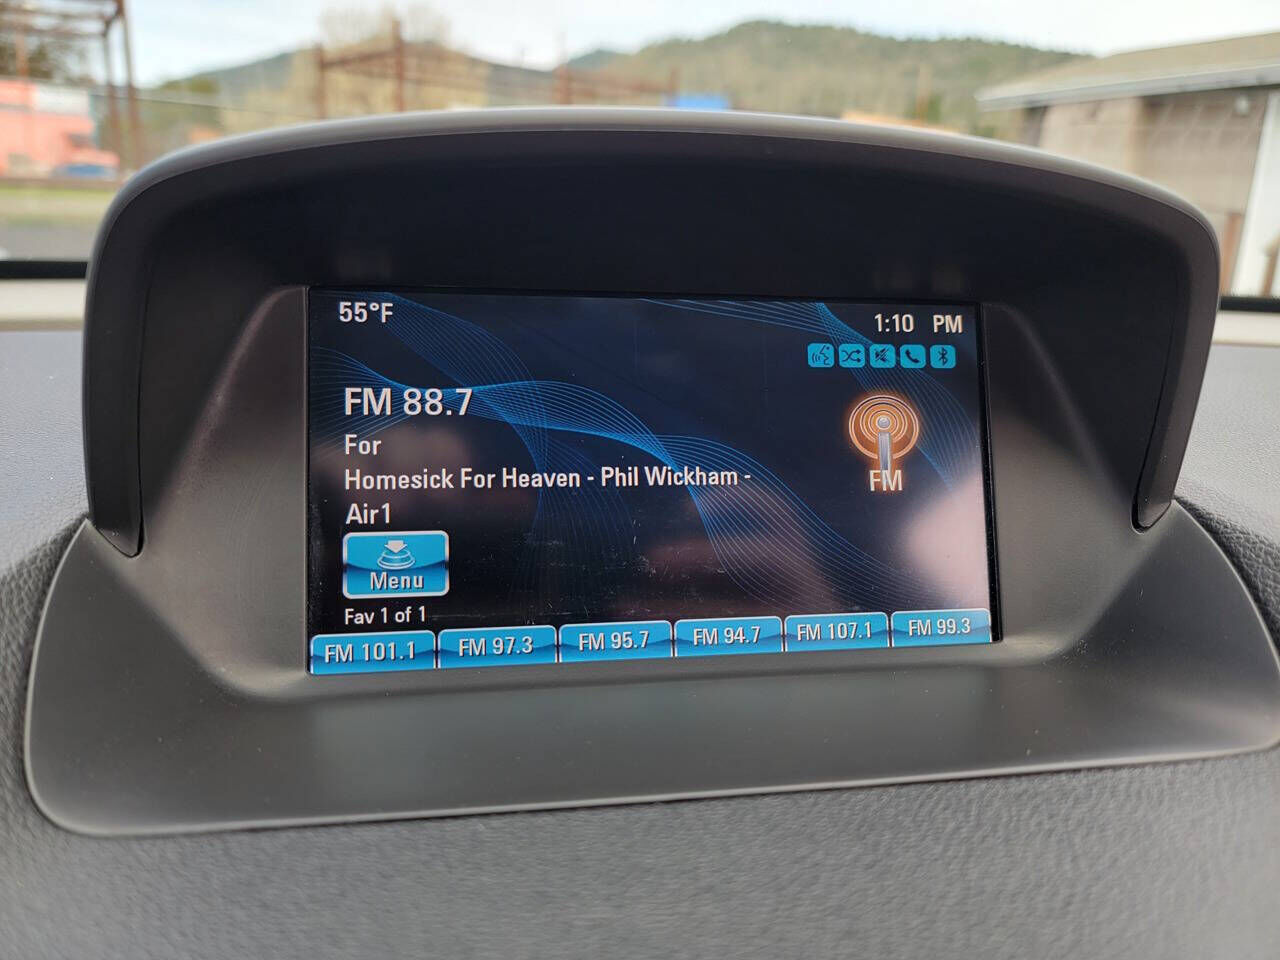 55°F
1:10 PM
FM 88.7
For
Homesick For Heaven - Phil Wickham -
Air1
FM
Menu
Fav 1 of 1
FM 101.1 FM 97.3 FM 95.7 FM 94.7 FM 107.1 FM 99.3